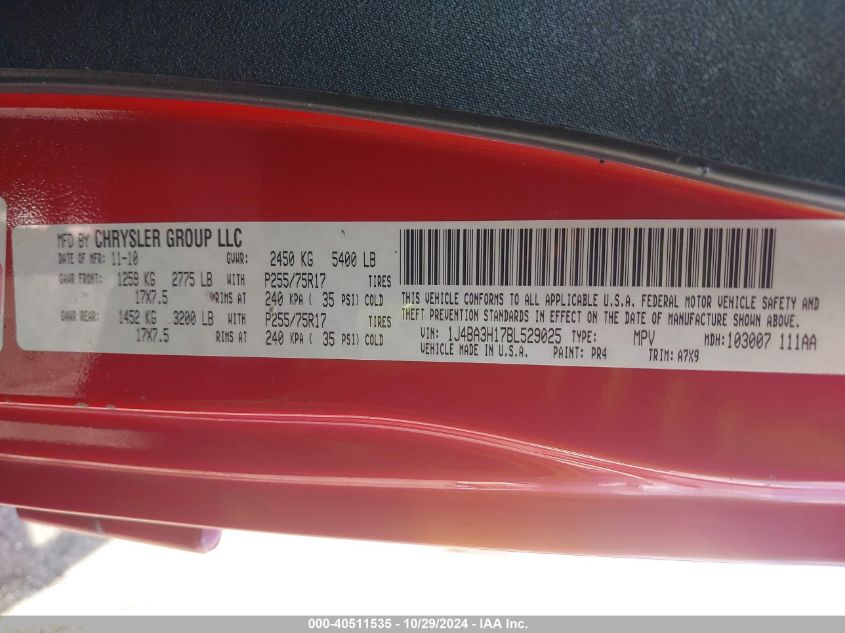 MFD BY CHRYSLER GROUP LLC
DATE OF MFR: 11-10 GVWR: 2450 KG 5400 LB
GAWR FRONT: 1259 KG 2775 LB WITH P255/75R17 TIRES
17X7.5 RIMS AT 240 KPA ( 35 PSI) COLD
GAWR REAR: 1452 KG 3200 LB WITH P255/75R17 TIRES
17X7.5 RIMS AT 240 KPA ( 35 PSI) COLD
THIS VEHICLE CONFORMS TO ALL APPLICABLE U.S.A. FEDERAL MOTOR VEHICLE SAFETY AND
THEFT PREVENTION STANDARDS IN EFFECT ON THE DATE OF MANUFACTURE SHOWN ABOVE.
VIN: 1J4BA3H17BL529025 TYPE: MPV MDH: 103007 111AA
VEHICLE MADE IN U.S.A. PAINT: PR4 TRIM: A7X9
000-40511535 - 10/29/2024 - IAA Inc.